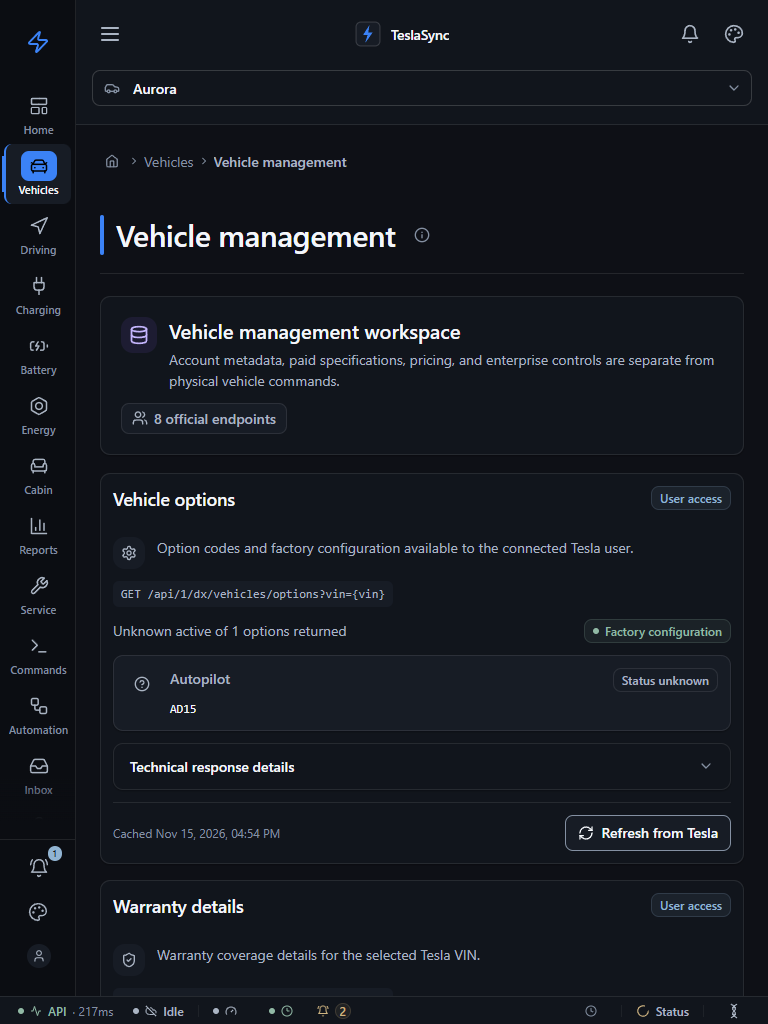 TeslaSync
Aurora
Home
Vehicles
Driving
Charging
Battery
Energy
Cabin
Reports
Service
Commands
Automation
Inbox
1
Vehicles
Vehicle management
Vehicle management
Vehicle management workspace
Account metadata, paid specifications, pricing, and enterprise controls are separate from
physical vehicle commands.
8 official endpoints
Vehicle options
User access
Option codes and factory configuration available to the connected Tesla user.
GET /api/1/dx/vehicles/options?vin={vin}
Unknown active of 1 options returned
Factory configuration
Autopilot
Status unknown
AD15
Technical response details
Cached Nov 15, 2026, 04:54 PM
Refresh from Tesla
Warranty details
User access
Warranty coverage details for the selected Tesla VIN.
API · 217ms
Idle
2
Status